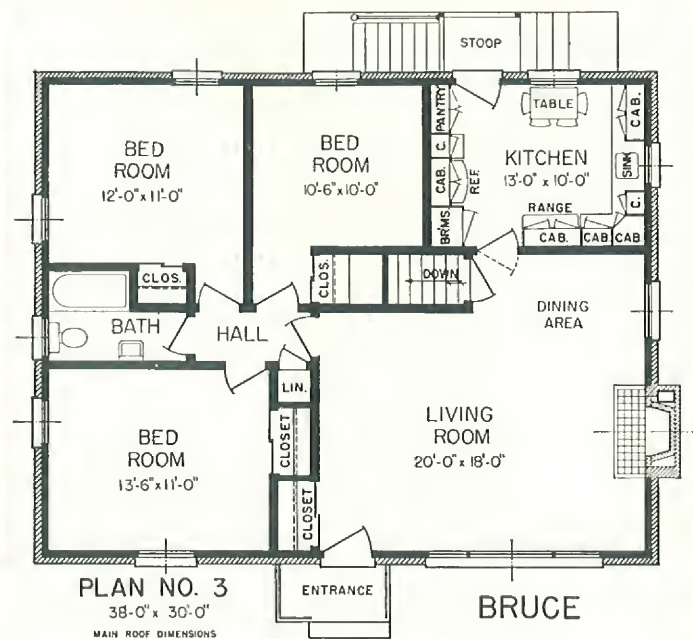 STOOP
BED
ROOM
12'-0" x 11'-0"
BED
ROOM
10'-6" x 10'-0"
PANTRY
C.
CAB.
REF.
BRMS.
TABLE
KITCHEN
13'-0" x 10'-0"
RANGE
CAB.
SINK
C.
CAB.
CAB
CAB
CLOS.
CLOS.
DOWN
BATH
HALL
DINING
AREA
LIN.
BED
ROOM
13'-6" x 11'-0"
CLOSET
CLOSET
LIVING
ROOM
20'-0" x 18'-0"
ENTRANCE
PLAN NO. 3
38'-0" x 30'-0"
MAIN ROOF DIMENSIONS
BRUCE